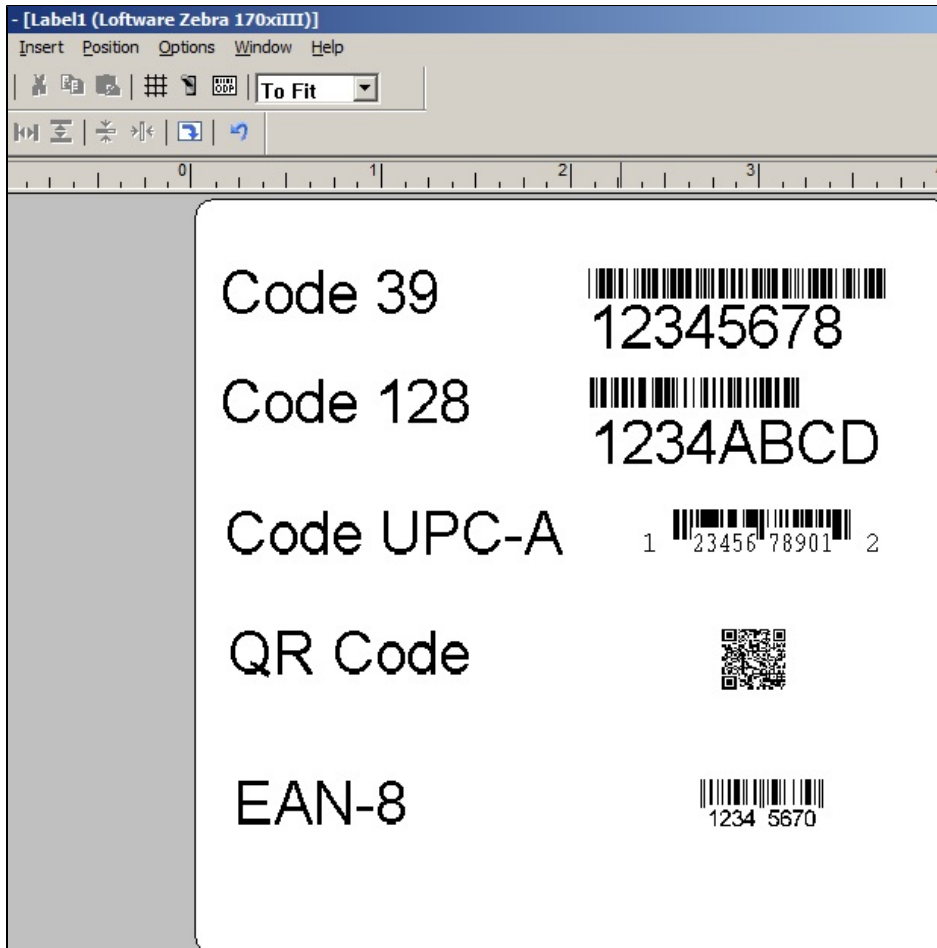 - [Label1 (Loftware Zebra 170xiIII)]
Insert Position Options Window Help
ODP To Fit
0 1 2 3
Code 39
12345678
Code 128
1234ABCD
Code UPC-A
1 23456 78901 2
QR Code
EAN-8
1234 5670